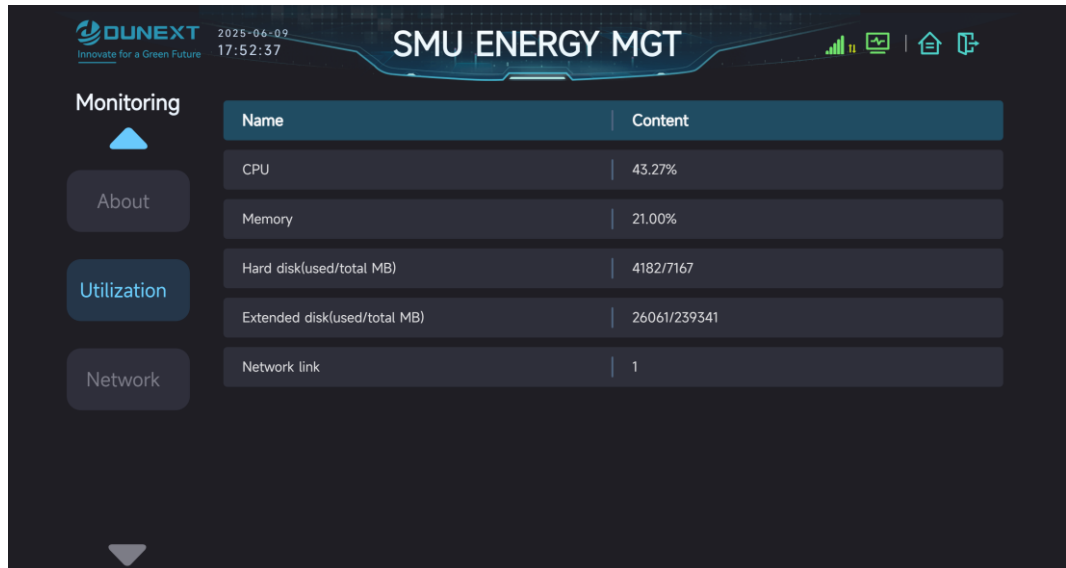 OUNEXT
Innovate for a Green Future
2025-06-09
17:52:37
SMU ENERGY MGT
Monitoring
About
Utilization
Network
Name Content
CPU 43.27%
Memory 21.00%
Hard disk(used/total MB) 4182/7167
Extended disk(used/total MB) 26061/239341
Network link 1